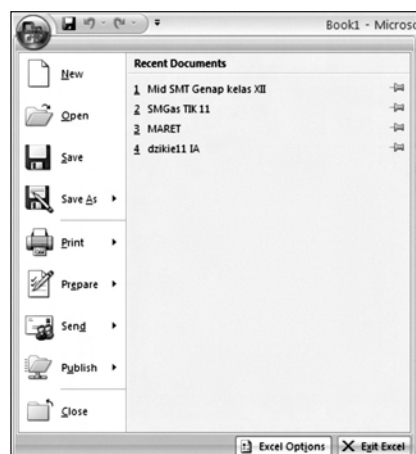 Book1 - Microso
New
Open
Save
Save As
Print
Prepare
Send
Publish
Close
Recent Documents
1 Mid SMT Genap kelas XII
2 SMGas TIK 11
3 MARET
4 dzikie11 IA
Excel Options
Exit Excel